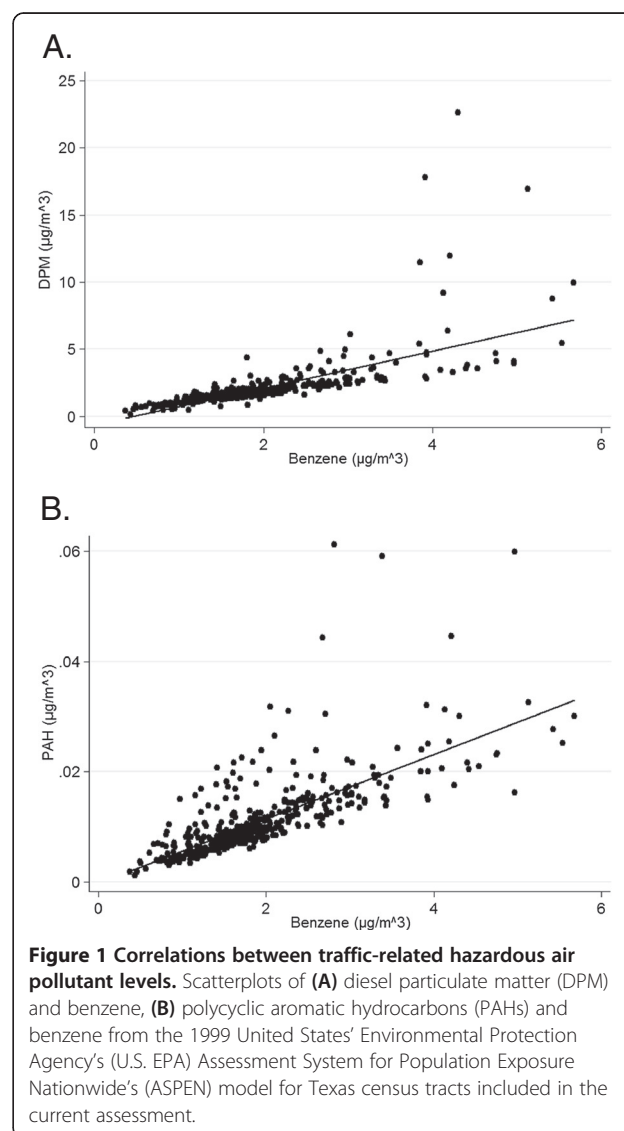 A.
25
20
15
10
5
0
DPM (µg/m^3)
0 2 4 6
Benzene (µg/m^3)
B.
.06
.04
.02
0
PAH (µg/m^3)
0 2 4 6
Benzene (µg/m^3)
Figure 1 Correlations between traffic-related hazardous air
pollutant levels. Scatterplots of (A) diesel particulate matter (DPM)
and benzene, (B) polycyclic aromatic hydrocarbons (PAHs) and
benzene from the 1999 United States' Environmental Protection
Agency's (U.S. EPA) Assessment System for Population Exposure
Nationwide's (ASPEN) model for Texas census tracts included in the
current assessment.